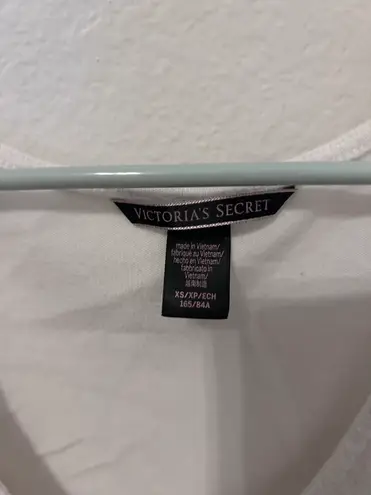 VICTORIA'S SECRET
made in Vietnam/
fabriqué au Vietnam/
hecho en Vietnam/
fabbricato in
Vietnam/
越南制造
XS/XP/ECH
165/84A